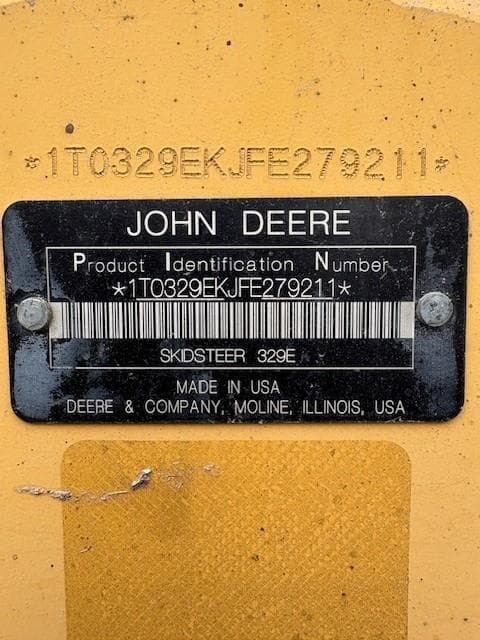 *1T0329EKJFE279211*
JOHN DEERE
Product Identification Number
*1T0329EKJFE279211*
SKIDSTEER 329E
MADE IN USA
DEERE & COMPANY, MOLINE, ILLINOIS, USA